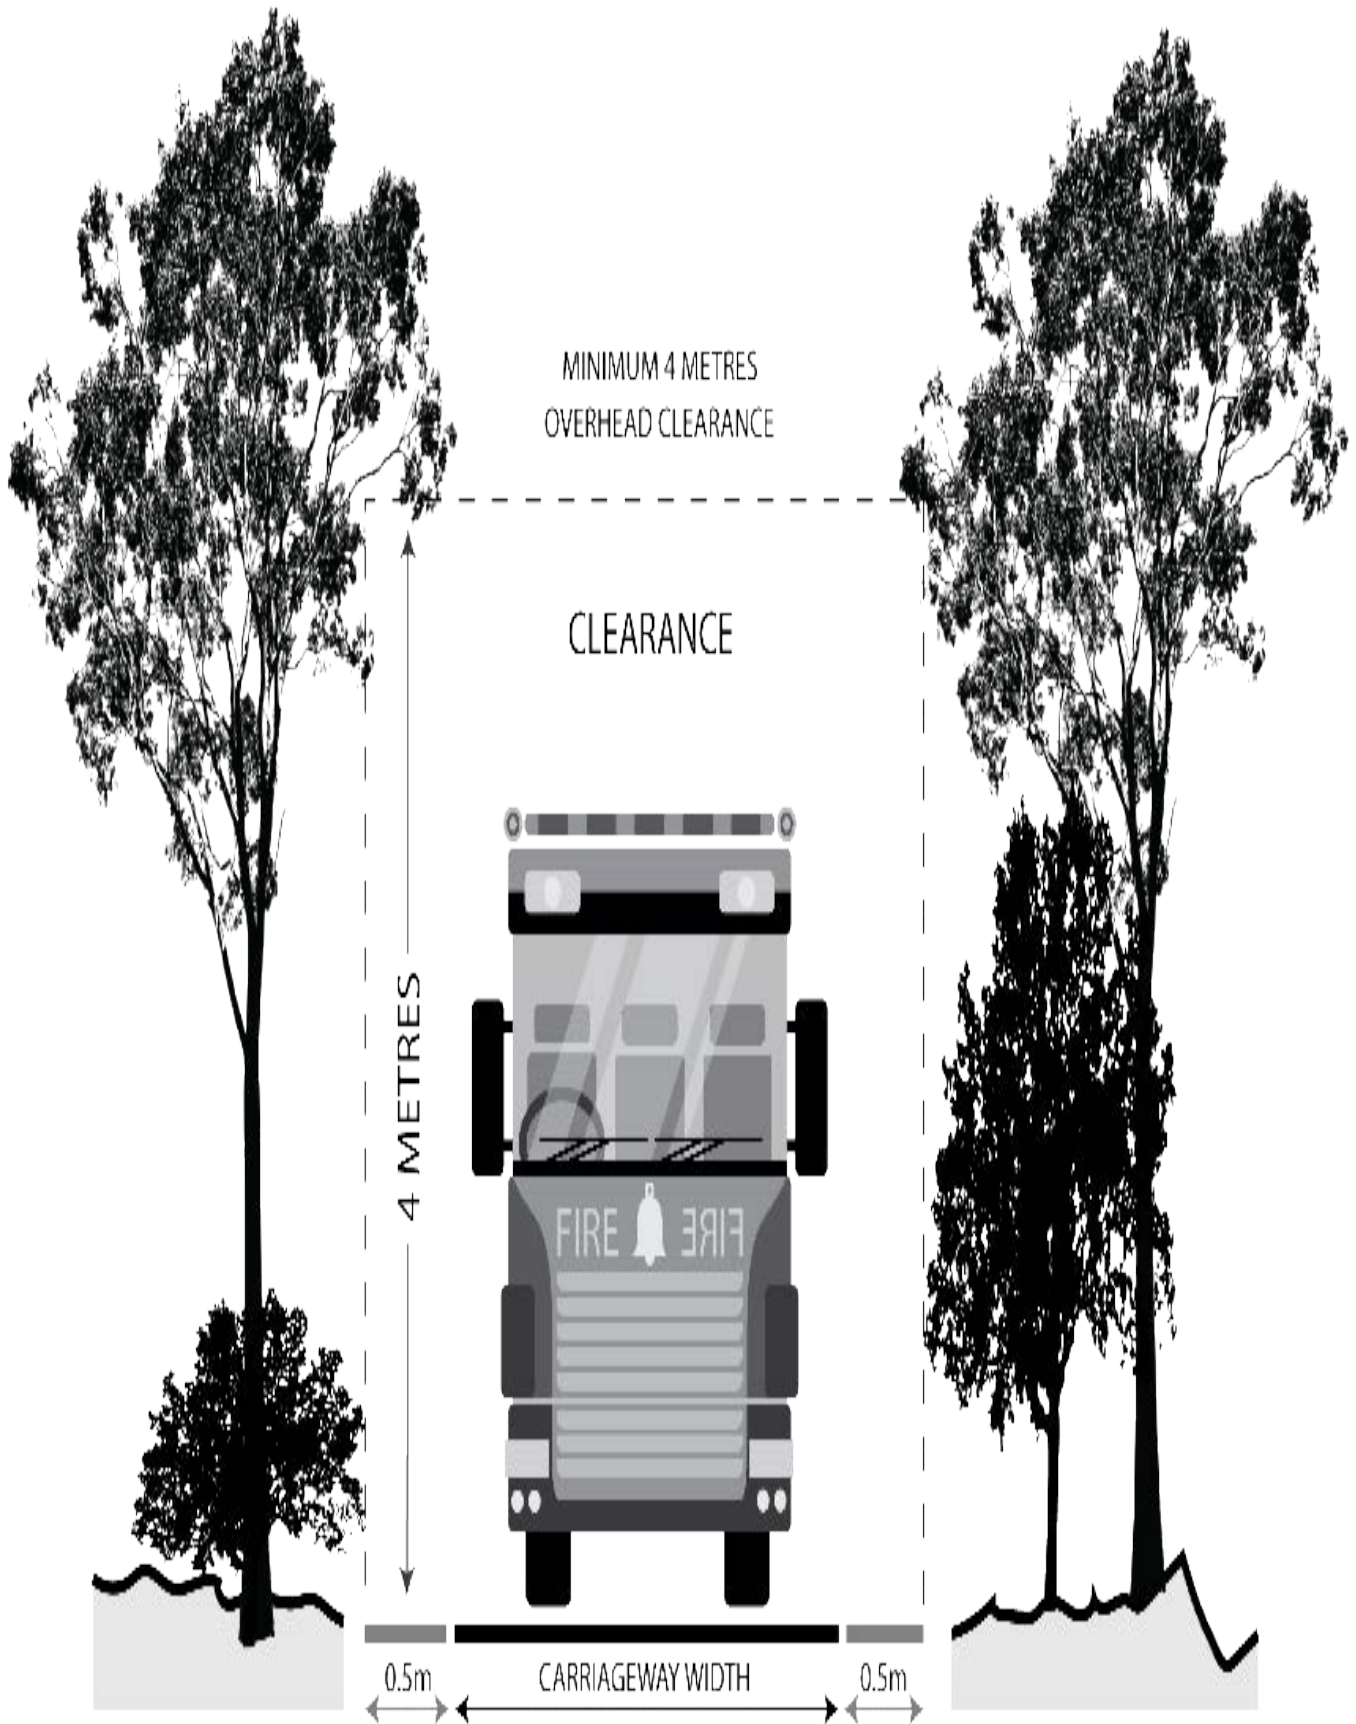 MINIMUM 4 METRES
OVERHEAD CLEARANCE
CLEARANCE
4 METRES
FIRE FIRE
0.5m CARRIAGEWAY WIDTH 0.5m